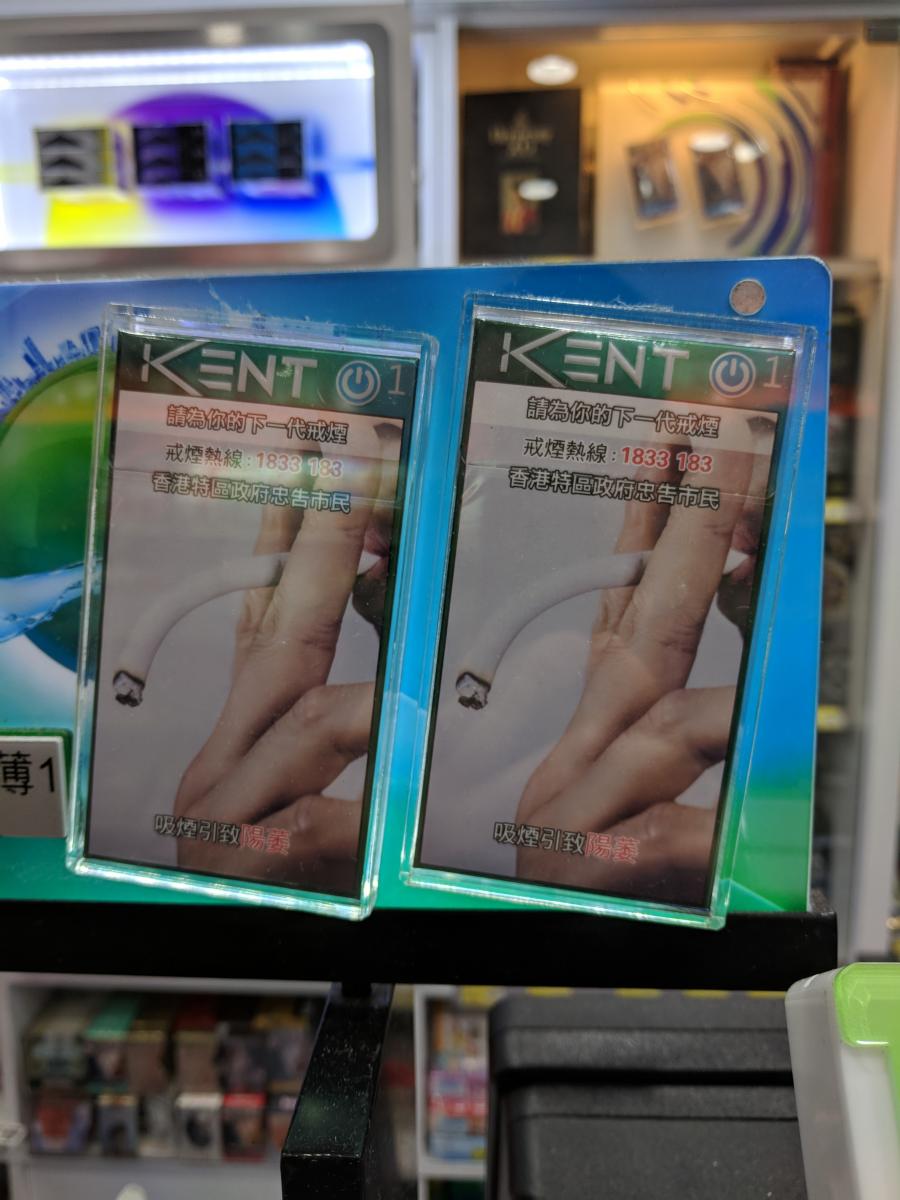 KENT 1
請為你的下一代戒煙
戒煙熱線：1833 183
香港特區政府忠告市民
吸煙引致陽萎
KENT 1
請為你的下一代戒煙
戒煙熱線：1833 183
香港特區政府忠告市民
吸煙引致陽萎
薄1